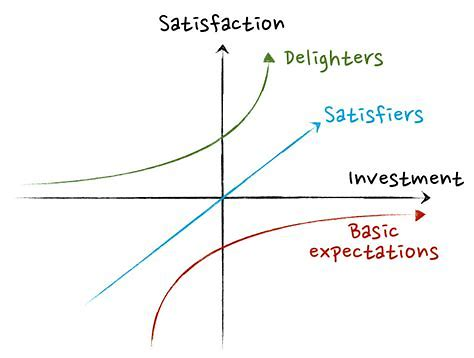 Satisfaction
Delighters
Satisfiers
Investment
Basic
expectations